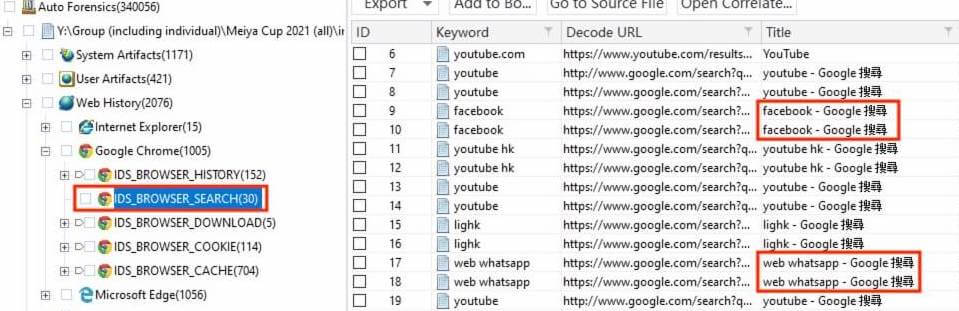 Auto Forensics(340056)
Y:\Group (including individual)\Meiya Cup 2021 (all)\in
System Artifacts(1171)
User Artifacts(421)
Web History(2076)
Internet Explorer(15)
Google Chrome(1005)
IDS_BROWSER_HISTORY(152)
IDS_BROWSER_SEARCH(30)
IDS_BROWSER_DOWNLOAD(5)
IDS_BROWSER_COOKIE(114)
IDS_BROWSER_CACHE(704)
Microsoft Edge(1056)
Export Add to Bo... Go to Source File Open Correlate...
ID Keyword Decode URL Title
6 youtube.com https://www.youtube.com/results... YouTube
7 youtube https://www.google.com/search?q... youtube - Google 搜尋
8 youtube https://www.google.com/search?... youtube - Google 搜尋
9 facebook https://www.google.com/search?... facebook - Google 搜尋
10 facebook https://www.google.com/search?... facebook - Google 搜尋
11 youtube hk https://www.google.com/search?... youtube hk - Google 搜尋
12 youtube hk https://www.google.com/search?... youtube hk - Google 搜尋
13 youtube https://www.google.com/search?q... youtube - Google 搜尋
14 youtube https://www.google.com/search?... youtube - Google 搜尋
15 lighk https://www.google.com/search?... lighk - Google 搜尋
16 lighk https://www.google.com/search?... lighk - Google 搜尋
17 web whatsapp https://www.google.com/search?... web whatsapp - Google 搜尋
18 web whatsapp https://www.google.com/search?... web whatsapp - Google 搜尋
19 youtube https://www.google.com/search?q... youtube - Google 搜尋